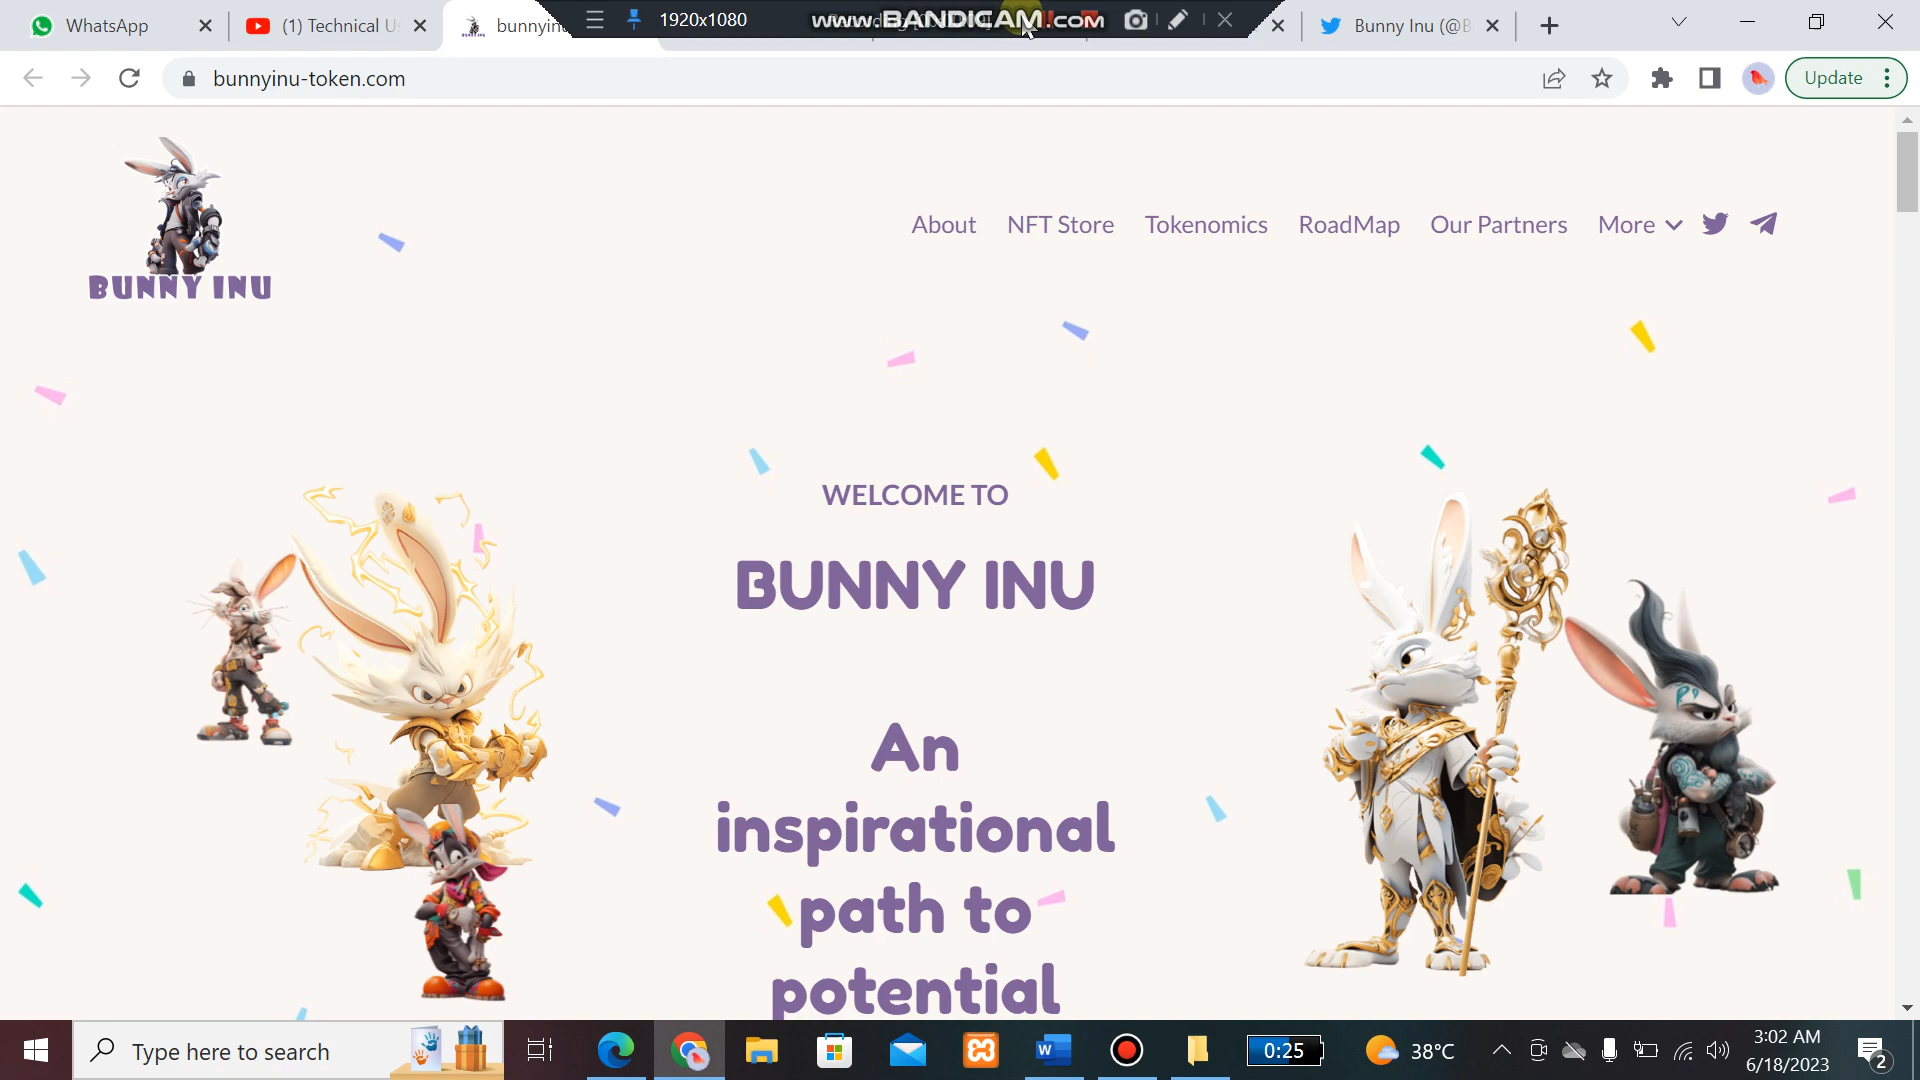 WhatsApp
(1) Technical Us
bunnyin
1920x1080
www.BANDICAM.COM
Bunny Inu (@B
bunnyinu-token.com
Update
BUNNY INU
About
NFT Store
Tokenomics
RoadMap
Our Partners
More
WELCOME TO
BUNNY INU
An
inspirational
path to
potential
Type here to search
0:25
38°C
3:02 AM
6/18/2023
2